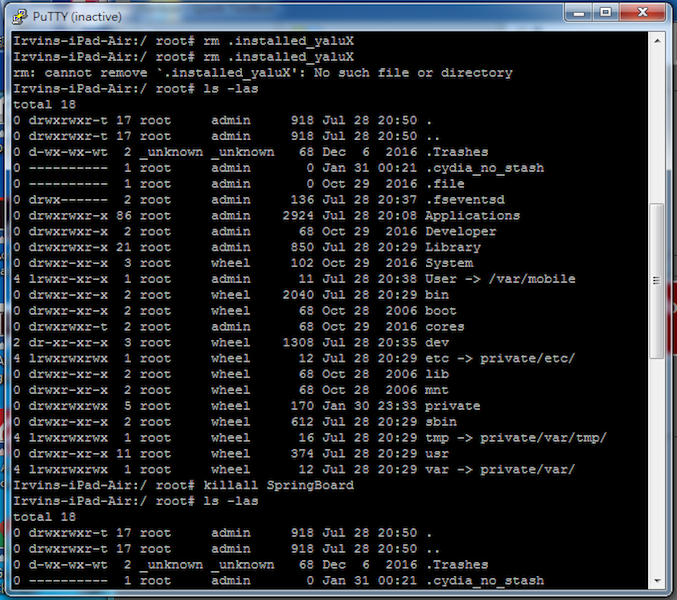 PuTTY (inactive)
Irvins-iPad-Air:/ root# rm .installed_yaluX
Irvins-iPad-Air:/ root# rm .installed_yaluX
rm: cannot remove `.installed_yaluX': No such file or directory
Irvins-iPad-Air:/ root# ls -las
total 18
0 drwxrwxr-t 17 root     admin     918 Jul 28 20:50 .
0 drwxrwxr-t 17 root     admin     918 Jul 28 20:50 ..
0 d-wx-wx-wt  2 _unknown _unknown   68 Dec  6  2016 .Trashes
0 ----------  1 root     admin       0 Jan 31 00:21 .cydia_no_stash
0 ----------  1 root     admin       0 Oct 29  2016 .file
0 drwx------  2 root     admin     136 Jul 28 20:37 .fseventsd
0 drwxrwxr-x 86 root     admin    2924 Jul 28 20:08 Applications
0 drwxrwxr-x  2 root     admin      68 Oct 29  2016 Developer
0 drwxrwxr-x 21 root     admin     850 Jul 28 20:29 Library
0 drwxr-xr-x  3 root     wheel     102 Oct 29  2016 System
4 lrwxr-xr-x  1 root     admin      11 Jul 28 20:38 User -> /var/mobile
0 drwxr-xr-x  2 root     wheel    2040 Jul 28 20:29 bin
0 drwxr-xr-x  2 root     wheel      68 Oct 28  2006 boot
0 drwxrwxr-t  2 root     admin      68 Oct 29  2016 cores
2 dr-xr-xr-x  3 root     wheel    1308 Jul 28 20:35 dev
4 lrwxrwxrwx  1 root     wheel      12 Jul 28 20:29 etc -> private/etc/
0 drwxr-xr-x  2 root     wheel      68 Oct 28  2006 lib
0 drwxr-xr-x  2 root     wheel      68 Oct 28  2006 mnt
0 drwxrwxrwx  5 root     wheel     170 Jan 30 23:33 private
0 drwxr-xr-x  2 root     wheel     612 Jul 28 20:29 sbin
4 lrwxrwxrwx  1 root     wheel      16 Jul 28 20:29 tmp -> private/var/tmp/
0 drwxr-xr-x 11 root     wheel     374 Jul 28 20:29 usr
4 lrwxrwxrwx  1 root     wheel      12 Jul 28 20:29 var -> private/var/
Irvins-iPad-Air:/ root# killall SpringBoard
Irvins-iPad-Air:/ root# ls -las
total 18
0 drwxrwxr-t 17 root     admin     918 Jul 28 20:50 .
0 drwxrwxr-t 17 root     admin     918 Jul 28 20:50 ..
0 d-wx-wx-wt  2 _unknown _unknown   68 Dec  6  2016 .Trashes
0 ----------  1 root     admin       0 Jan 31 00:21 .cydia_no_stash